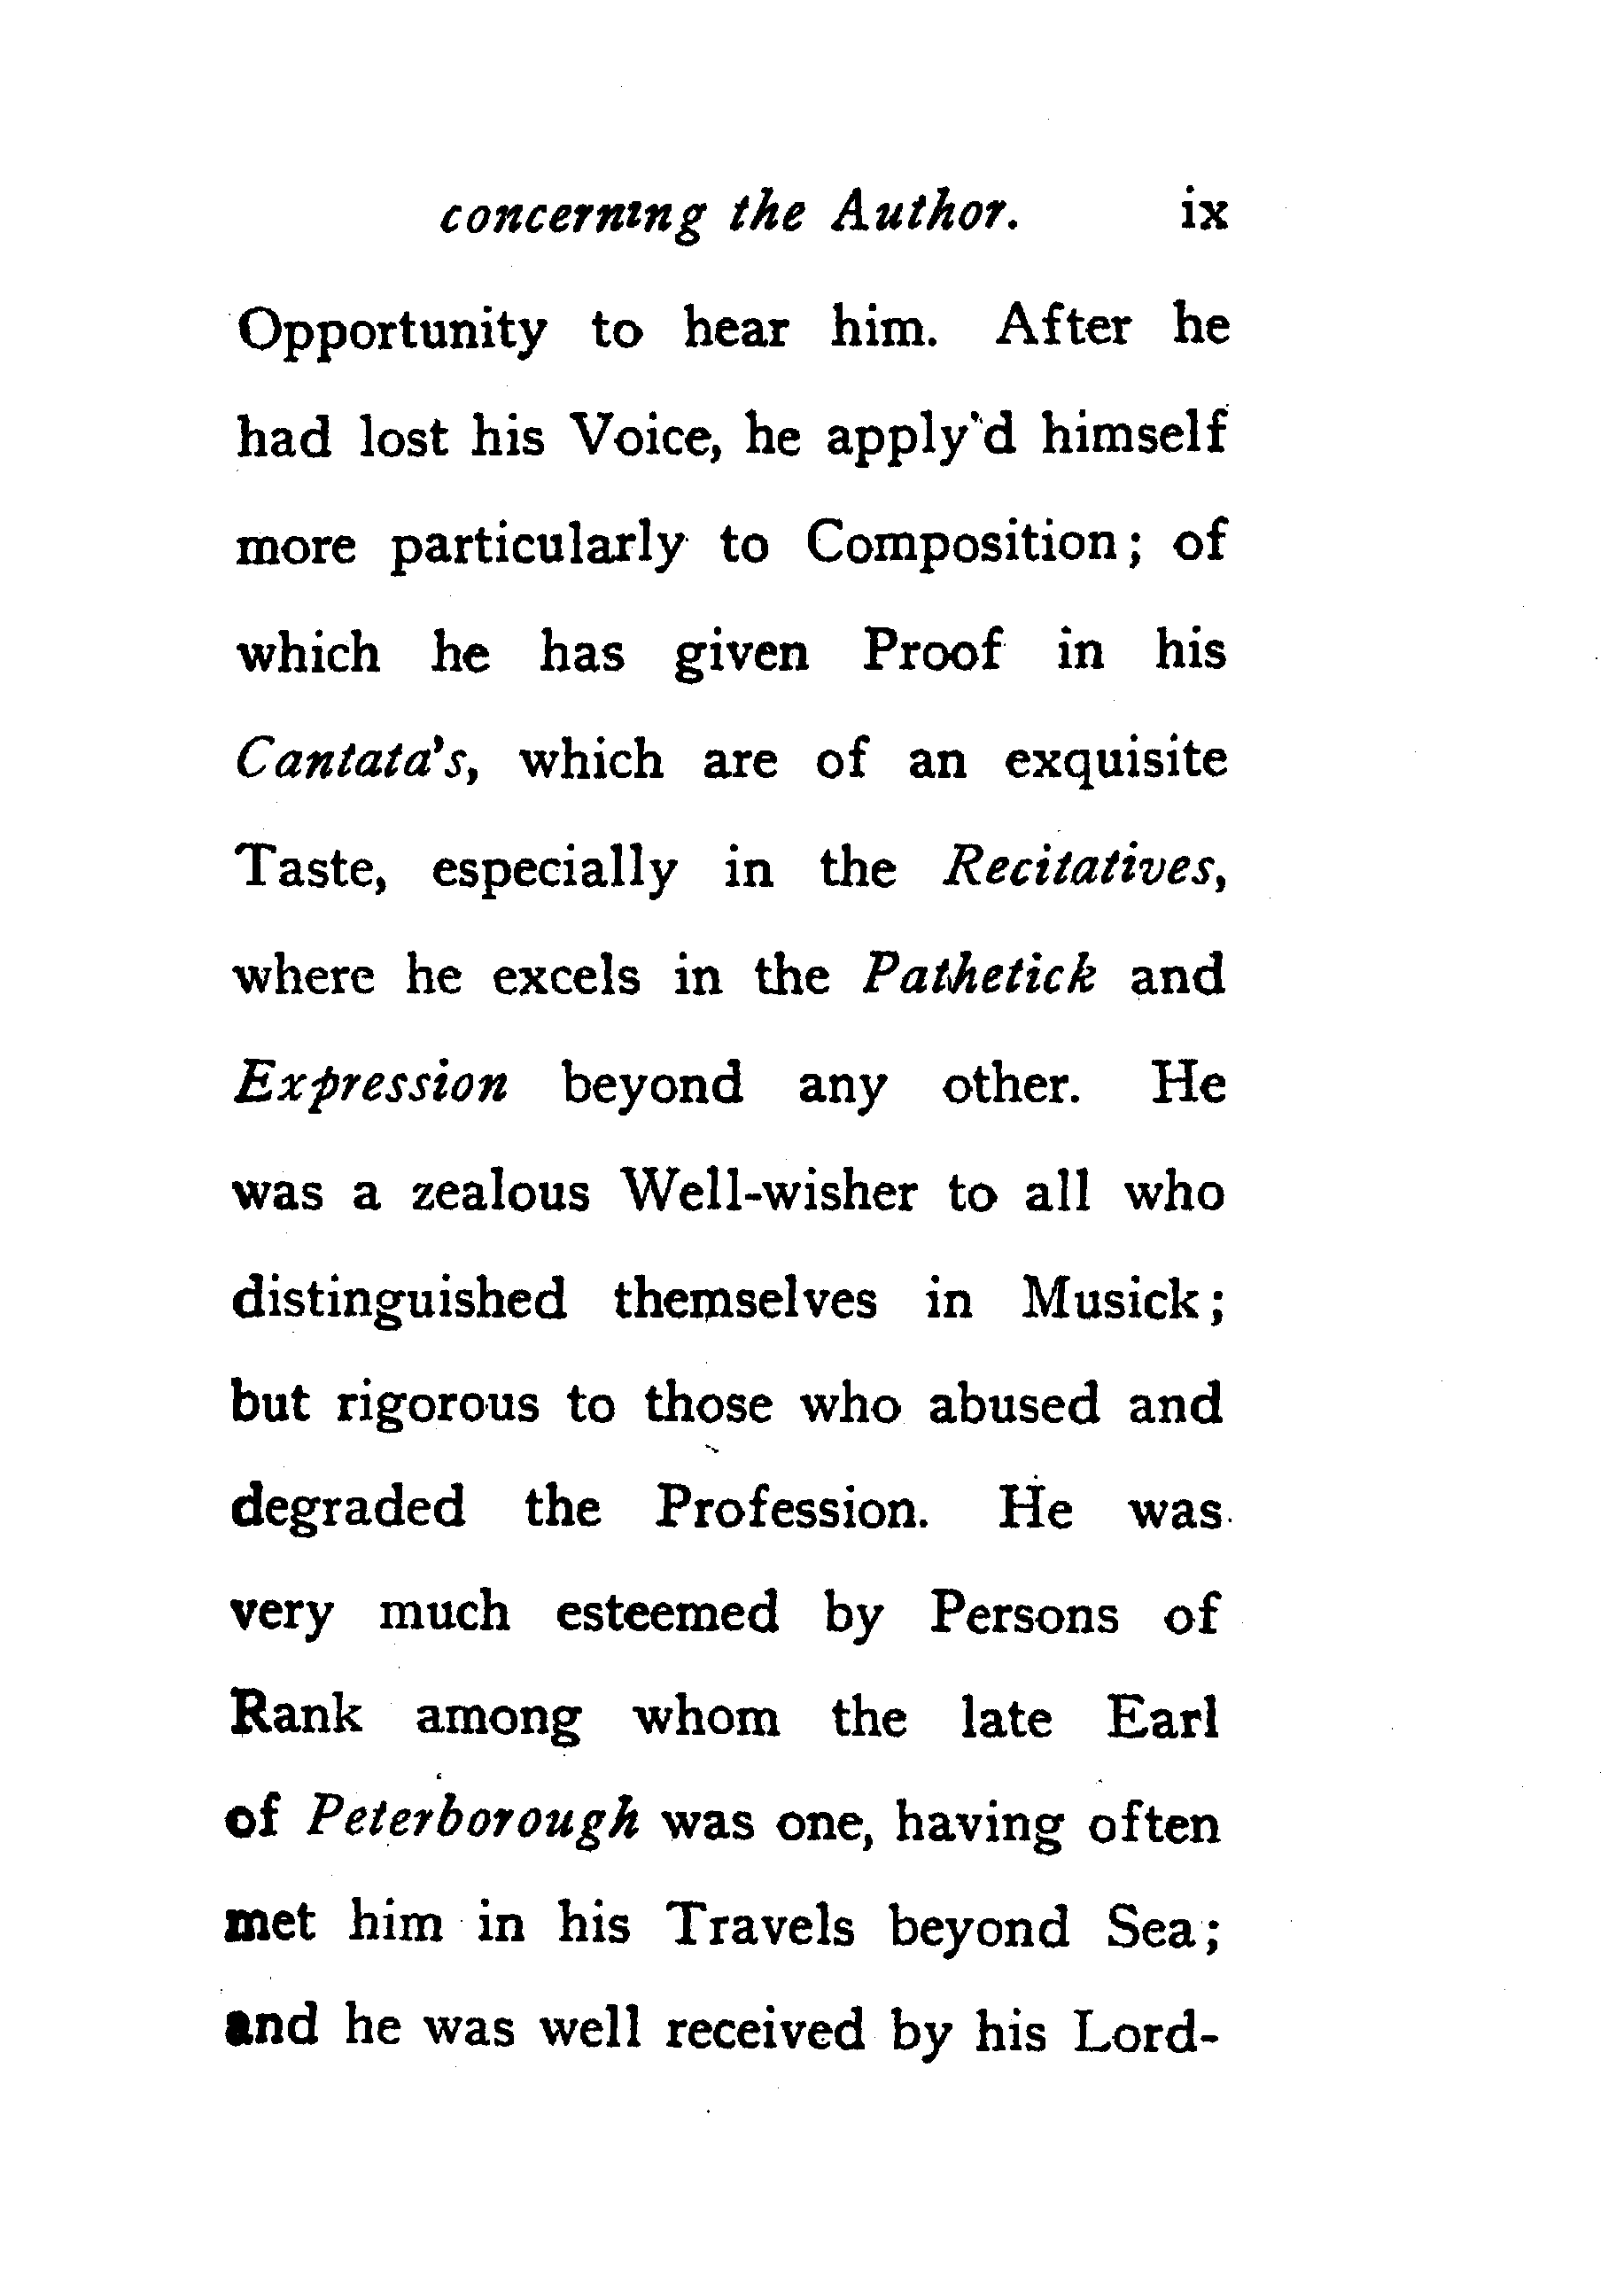 concerning the Author. ix
Opportunity to hear him. After he
had lost his Voice, he apply'd himself
more particularly to Composition; of
which he has given Proof in his
Cantata's, which are of an exquisite
Taste, especially in the Recitatives,
where he excels in the Pathetick and
Expression beyond any other. He
was a zealous Well-wisher to all who
distinguished themselves in Musick;
but rigorous to those who abused and
degraded the Profession. He was
very much esteemed by Persons of
Rank among whom the late Earl
of Peterborough was one, having often
met him in his Travels beyond Sea;
and he was well received by his Lord-